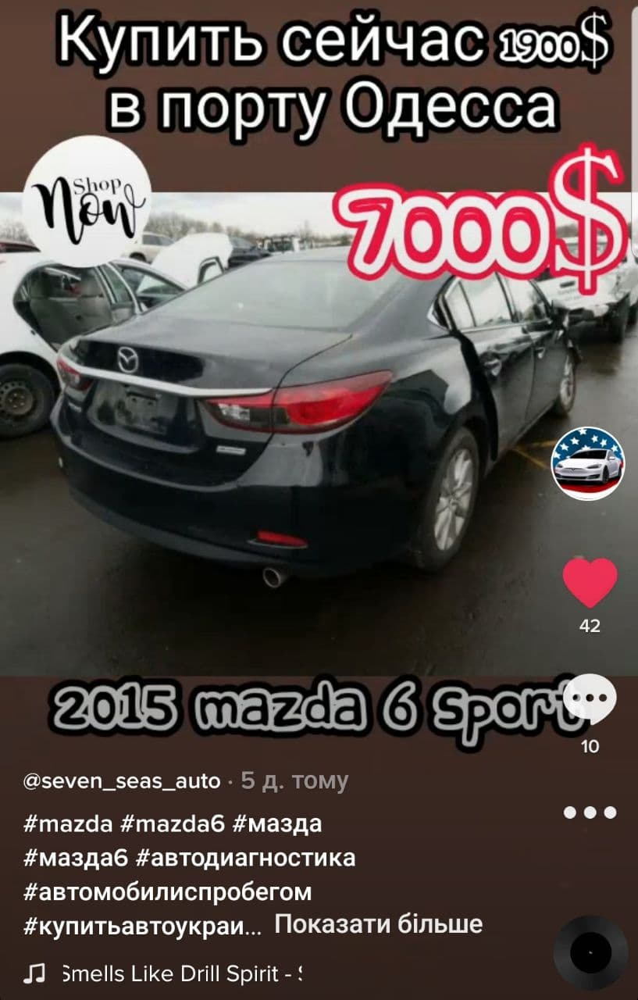 Купить сейчас 1900$
в порту Одесса
Shop
Now
7000$
2015 mazda 6 Sport
42
10
@seven_seas_auto · 5 д. тому
#mazda #mazda6 #мазда
#мазда6 #автодиагностика
#автомобилиспробегом
#купитьавтоукраи... Показати більше
Smells Like Drill Spirit -